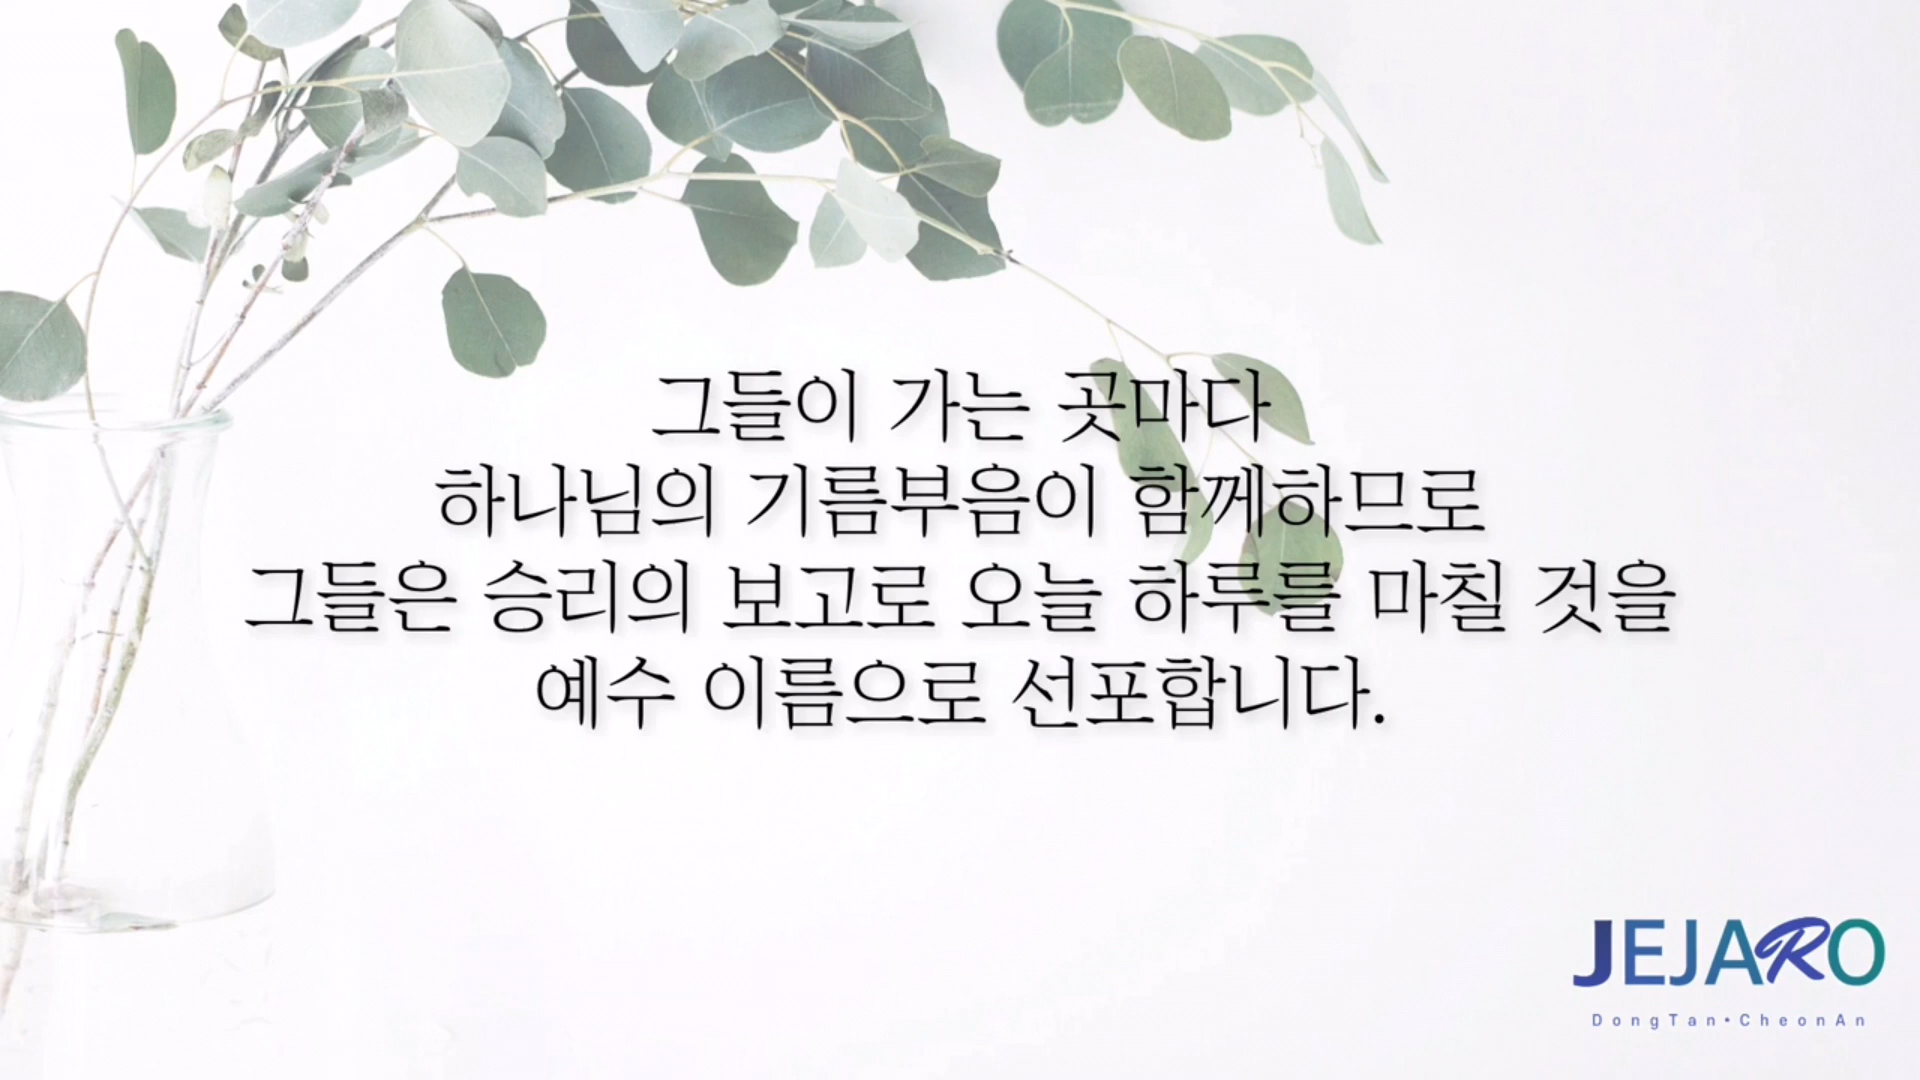 그들이 가는 곳마다
하나님의 기름부음이 함께하므로
그들은 승리의 보고로 오늘 하루를 마칠 것을
예수 이름으로 선포합니다.
JEJARO
DongTan•CheonAn